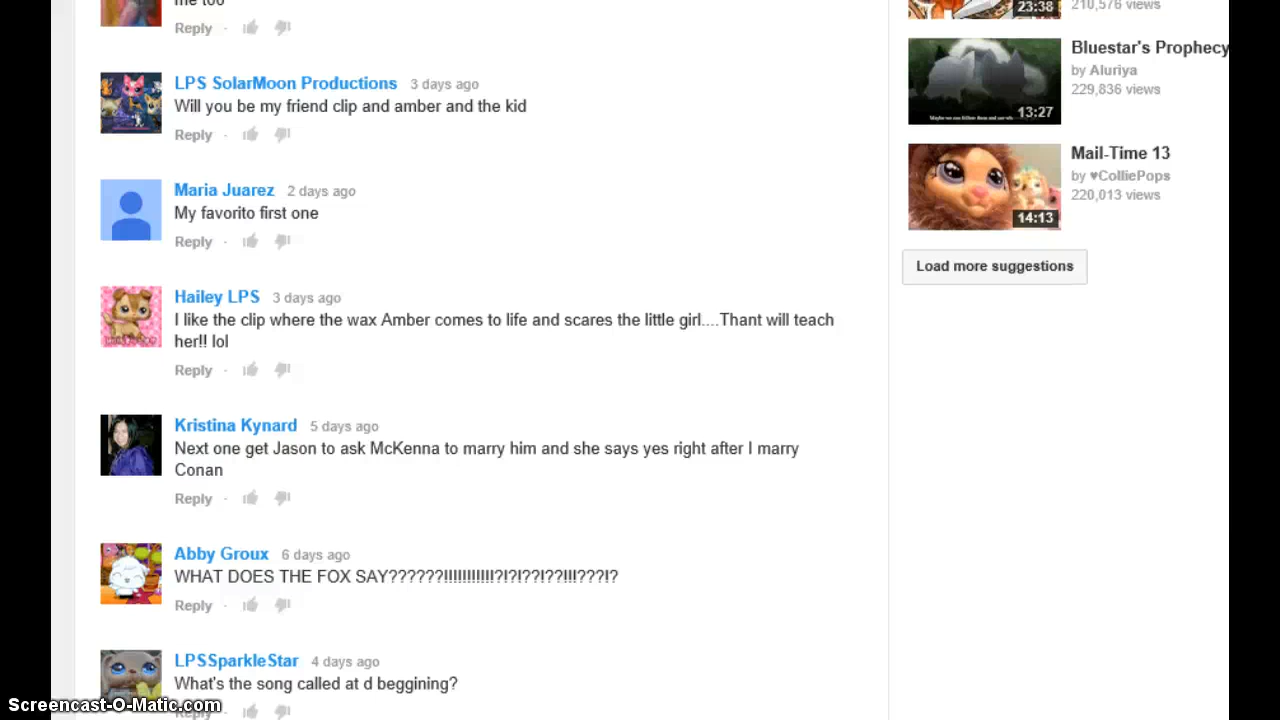 me too
Reply ·
LPS SolarMoon Productions 3 days ago
Will you be my friend clip and amber and the kid
Reply ·
Maria Juarez 2 days ago
My favorito first one
Reply ·
Hailey LPS 3 days ago
I like the clip where the wax Amber comes to life and scares the little girl....Thant will teach
her!! lol
Reply ·
Kristina Kynard 5 days ago
Next one get Jason to ask McKenna to marry him and she says yes right after I marry
Conan
Reply ·
Abby Groux 6 days ago
WHAT DOES THE FOX SAY??????!!!!!!!!!!!?!?!??!??!!!???!?
Reply ·
LPSSparkleStar 4 days ago
What's the song called at d beggining?
Reply ·
23:38
210,576 views
Bluestar's Prophecy
by Aluriya
229,836 views
13:27
Mail-Time 13
by ♥ColliePops
220,013 views
14:13
Load more suggestions
Screencast-O-Matic.com